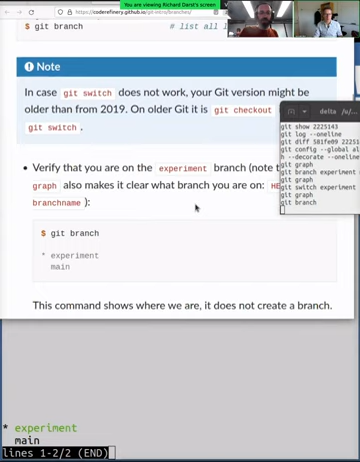 You are viewing Richard Darst's screen
https://coderefinery.github.io/git-intro/branches/
$ git branch # list all
Note
In case git switch does not work, your Git version might be
older than from 2019. On older Git it is git checkout
git switch .
delta
git show 2225143
git log --oneline
git diff 581fe09 22251
git config --global al
h --decorate --oneline
git graph
git branch experiment
git graph
git switch experiment
git graph
git branch
• Verify that you are on the experiment branch (note
graph also makes it clear what branch you are on: HE
branchname ):
$ git branch
* experiment
main
This command shows where we are, it does not create a branch.
* experiment
main
lines 1-2/2 (END)